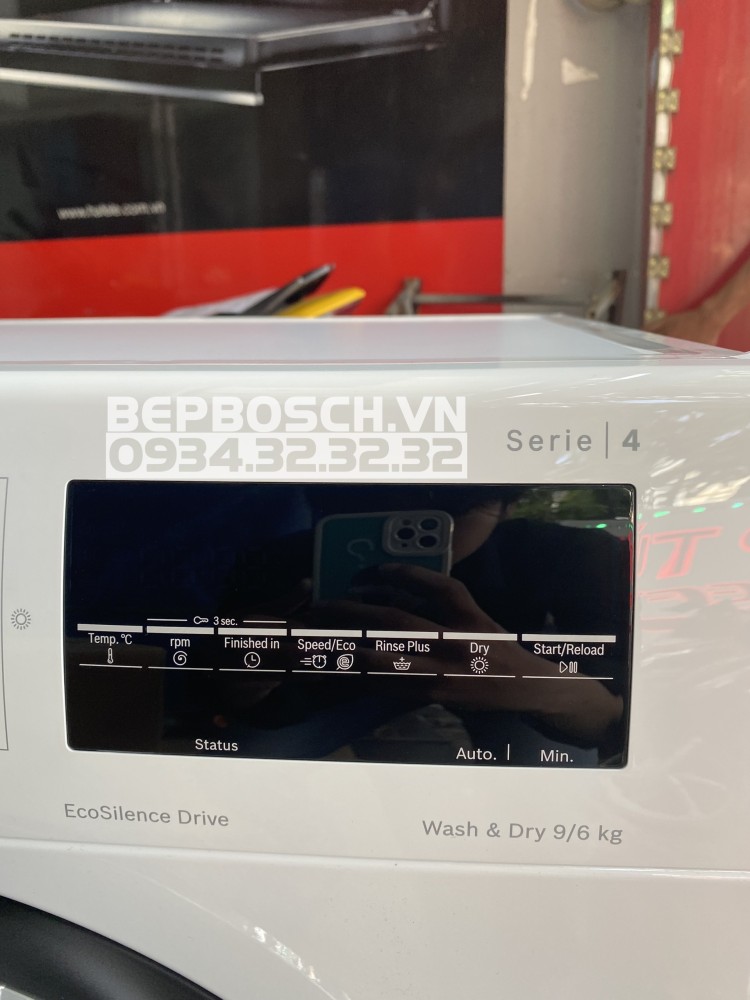 www.hafele.com.vn
BEPBOSCH.VN
0934.32.32.32
Serie | 4
3 sec.
Temp. °C
rpm
Finished in
Speed/Eco
Rinse Plus
Dry
Start/Reload
Status
Auto. | Min.
EcoSilence Drive
Wash & Dry 9/6 kg